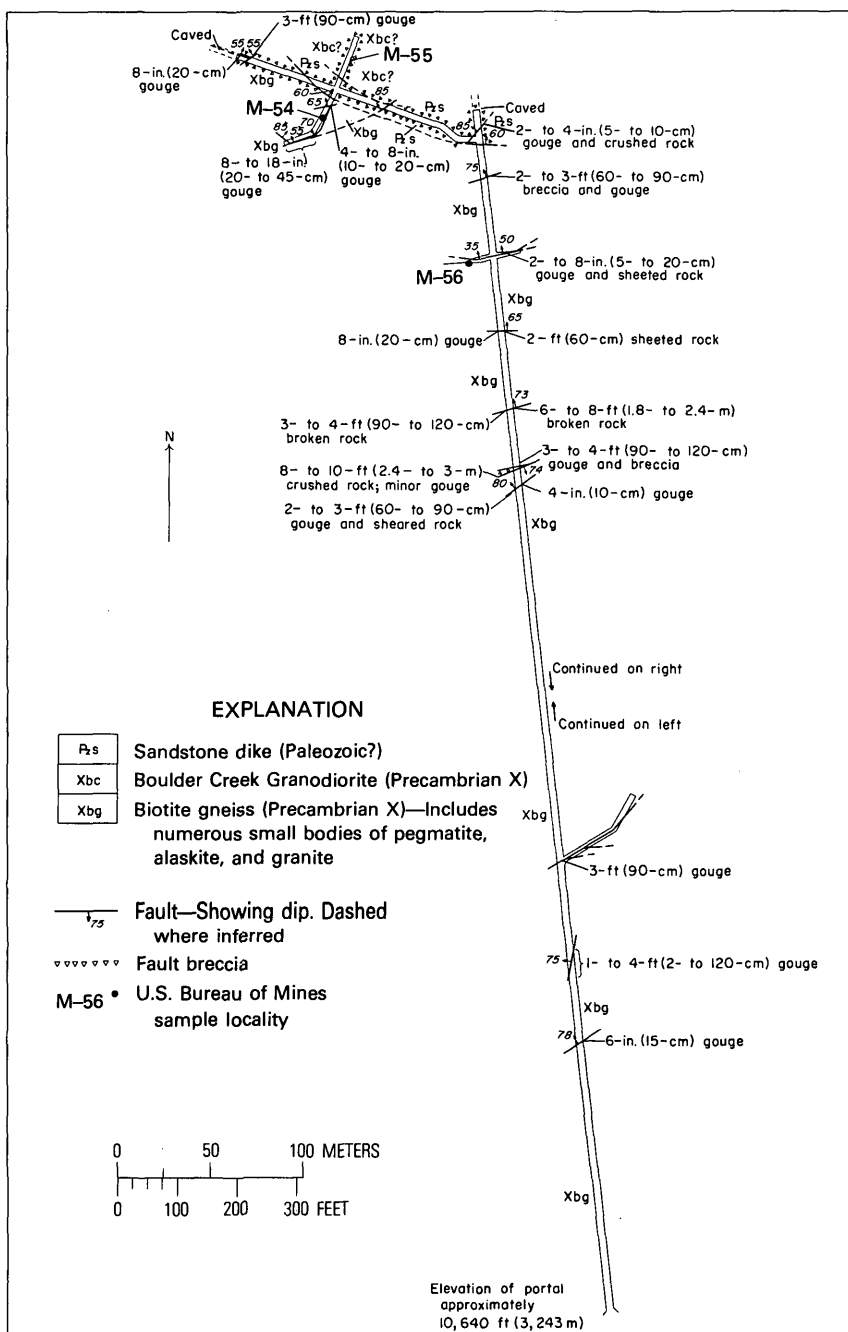 3-ft (90-cm) gouge
Caved
55 55
Xbc?
Xbc?
M-55
8-in. (20-cm)
gouge
Xbg
Pzs
Xbc?
60
65
85
Pzs
Caved
M-54
70
Xbg
Pzs
85
Pzs
60
2- to 4-in. (5- to 10-cm)
gouge and crushed rock
85 55
Xbg
8- to 18-in.
(20- to 45-cm)
gouge
4- to 8-in.
(10- to 20-cm)
gouge
75
2- to 3-ft (60- to 90-cm)
breccia and gouge
Xbg
35
50
2- to 8-in. (5- to 20-cm)
gouge and sheeted rock
M-56
Xbg
65
8-in. (20-cm) gouge
2-ft (60-cm) sheeted rock
Xbg
73
3- to 4-ft (90- to 120-cm)
broken rock
6- to 8-ft (1.8- to 2.4-m)
broken rock
N
3- to 4-ft (90- to 120-cm)
gouge and breccia
8- to 10-ft (2.4- to 3-m)
crushed rock; minor gouge
74
80
4-in. (10-cm) gouge
2- to 3-ft (60- to 90-cm)
gouge and sheared rock
Xbg
Continued on right
Continued on left
EXPLANATION
Pzs Sandstone dike (Paleozoic?)
Xbc Boulder Creek Granodiorite (Precambrian X)
Xbg Biotite gneiss (Precambrian X)—Includes
numerous small bodies of pegmatite,
alaskite, and granite
75 Fault—Showing dip. Dashed
where inferred
Fault breccia
M-56 U.S. Bureau of Mines
sample locality
Xbg
3-ft (90-cm) gouge
75
1- to 4-ft (2- to 120-cm) gouge
Xbg
78
6-in. (15-cm) gouge
Xbg
0 50 100 METERS
0 100 200 300 FEET
Elevation of portal
approximately
10,640 ft (3,243 m)